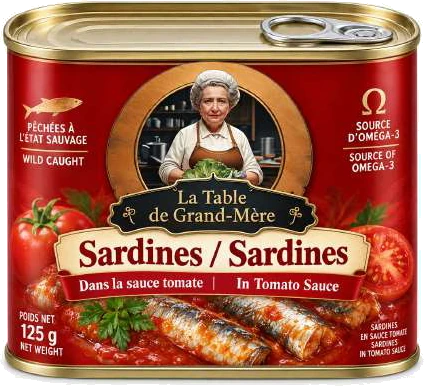 PÊCHÉES À
L'ÉTAT SAUVAGE
WILD CAUGHT
Ω
SOURCE
D'OMÉGA-3
SOURCE OF
OMEGA-3
La Table
de Grand-Mère
Sardines / Sardines
Dans la sauce tomate | In Tomato Sauce
POIDS NET
125 g
NET WEIGHT
SARDINES
EN SAUCE TOMATE
SARDINES
IN TOMATO SAUCE